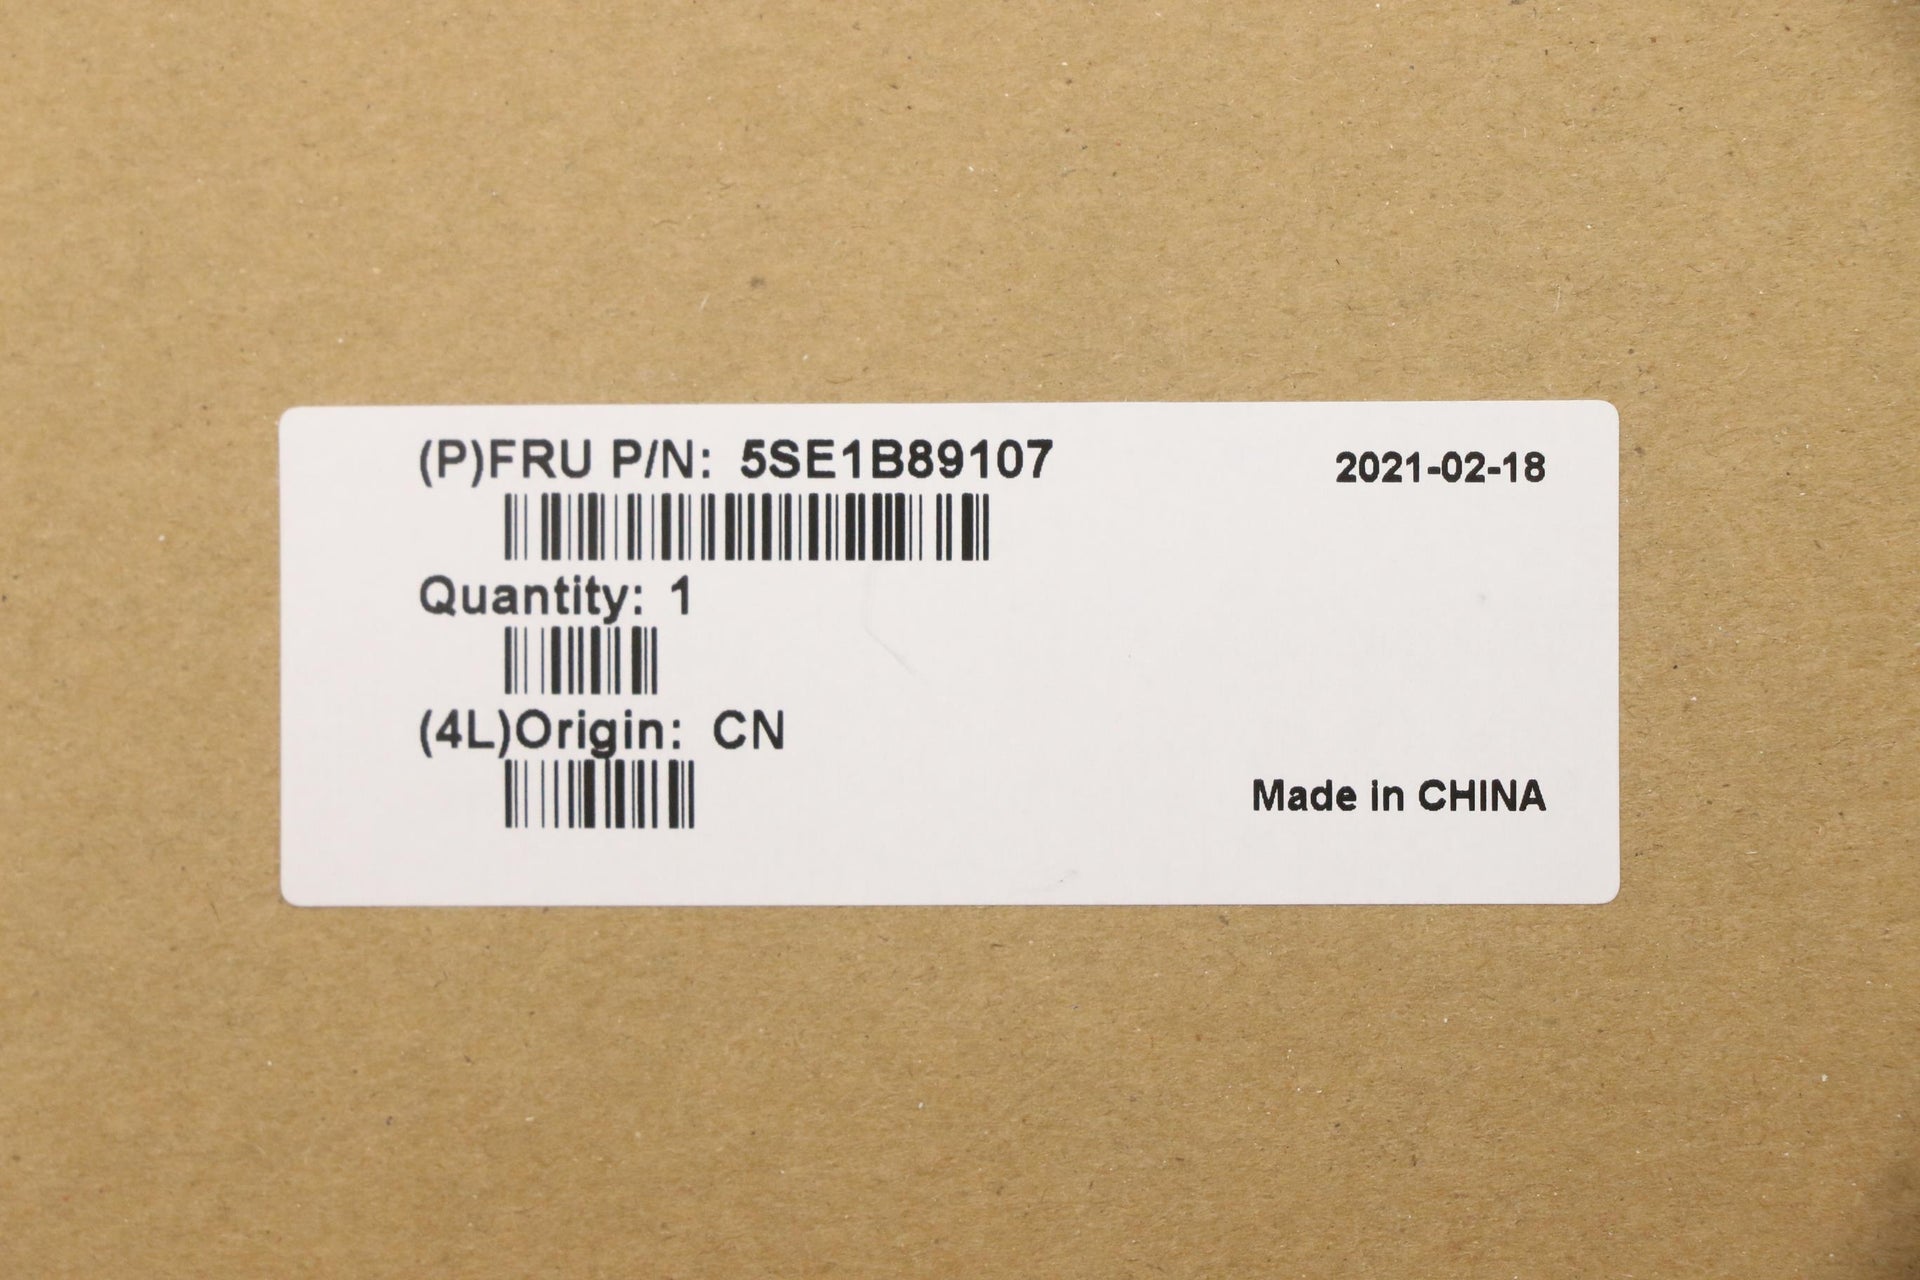 (P)FRU P/N: 5SE1B89107
2021-02-18
Quantity: 1
(4L)Origin: CN
Made in CHINA